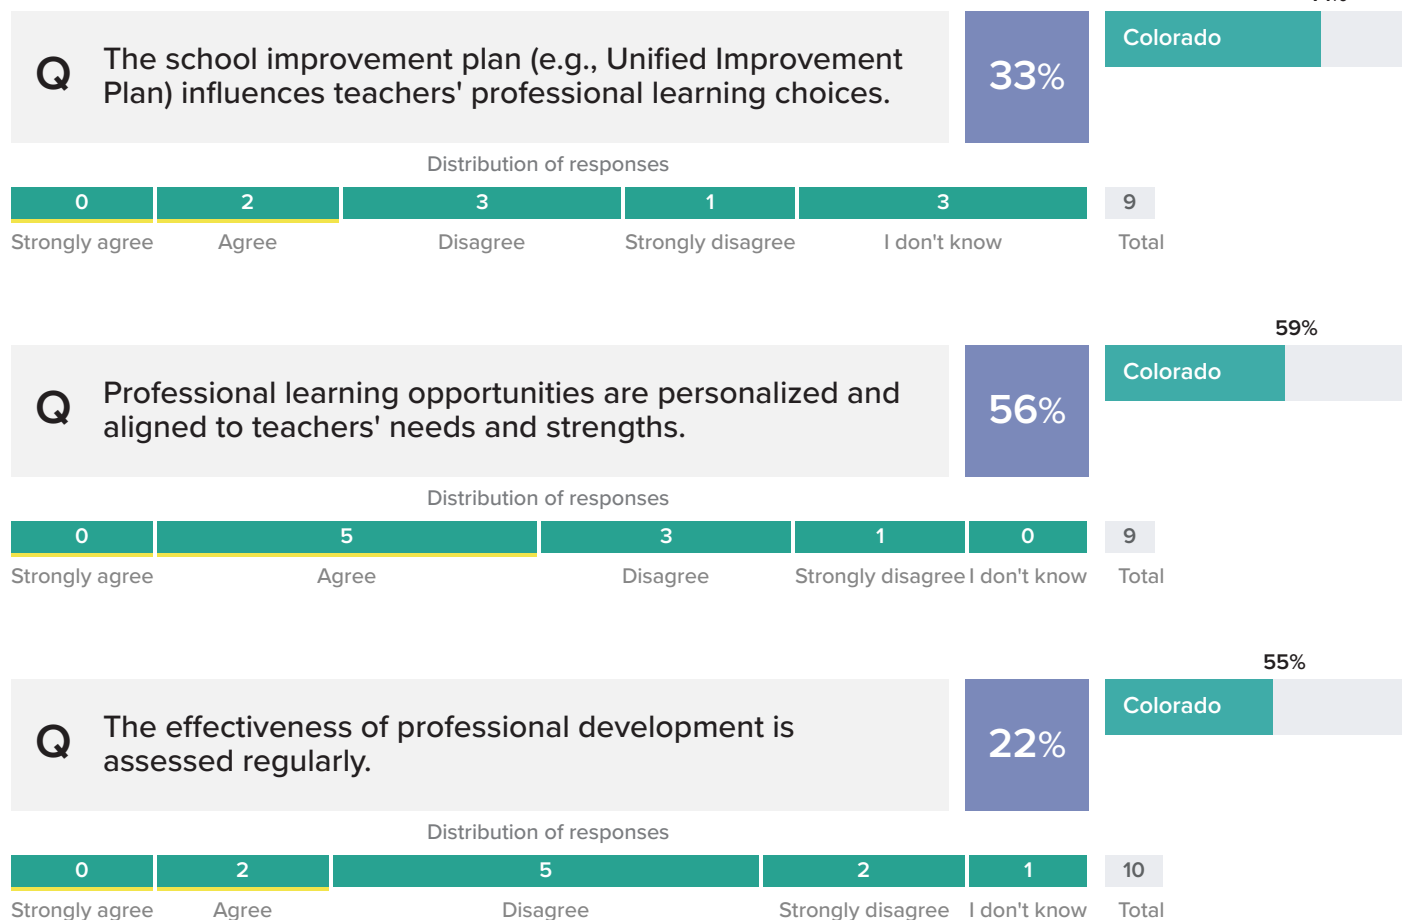 Q
The school improvement plan (e.g., Unified Improvement
Plan) influences teachers' professional learning choices.
33%
Colorado
Distribution of responses
0 2 3 1 3 9
Strongly agree Agree Disagree Strongly disagree I don't know Total
59%
Q
Professional learning opportunities are personalized and
aligned to teachers' needs and strengths.
56%
Colorado
Distribution of responses
0 5 3 1 0 9
Strongly agree Agree Disagree Strongly disagree I don't know Total
55%
Q
The effectiveness of professional development is
assessed regularly.
22%
Colorado
Distribution of responses
0 2 5 2 1 10
Strongly agree Agree Disagree Strongly disagree I don't know Total